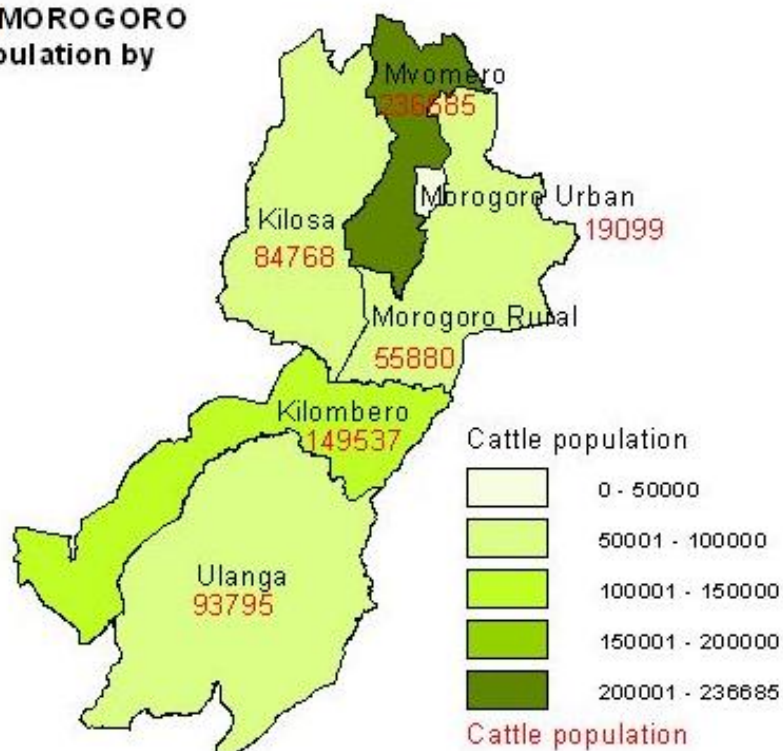 MOROGORO
pulation by
Mvomero
236685
Morogoro Urban
19099
Kilosa
84768
Morogoro Rural
55880
Kilombero
149537
Ulanga
93795
Cattle population
0 - 50000
50001 - 100000
100001 - 150000
150001 - 200000
200001 - 236685
Cattle population